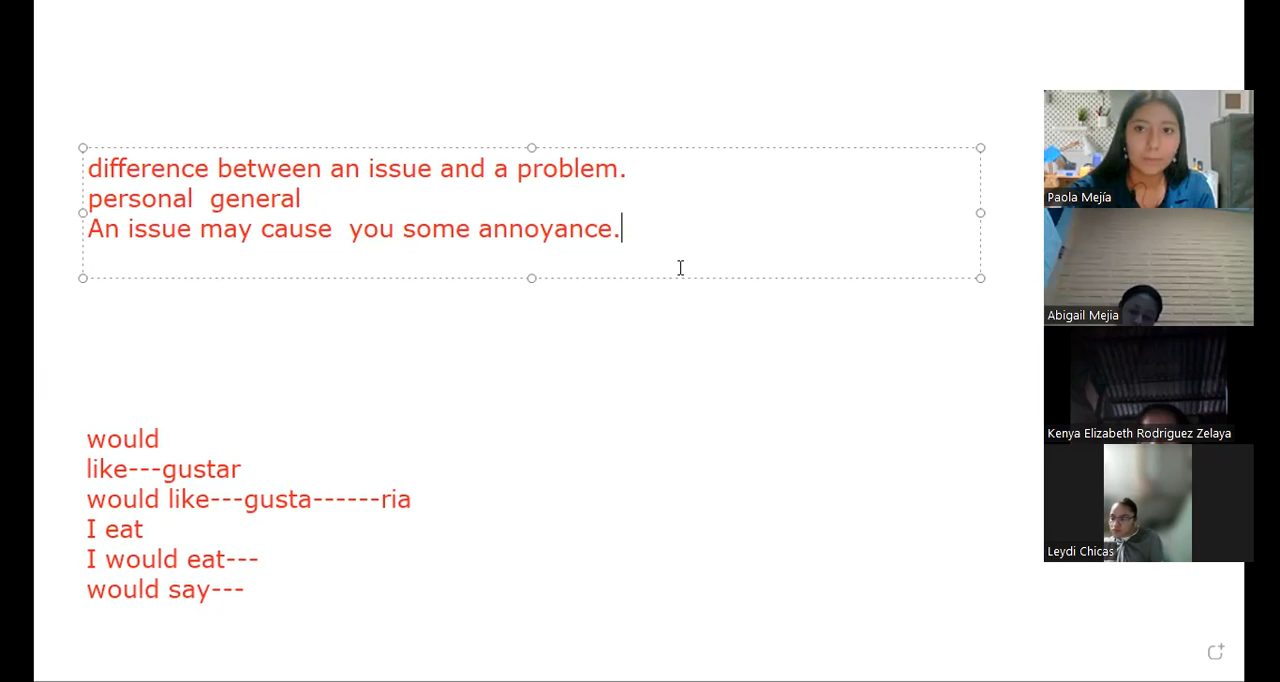 difference between an issue and a problem.
personal  general
An issue may cause  you some annoyance.
would
like---gustar
would like---gusta------ria
I eat
I would eat---
would say---
Paola Mejía
Abigail Mejia
Kenya Elizabeth Rodriguez Zelaya
Leydi Chicas